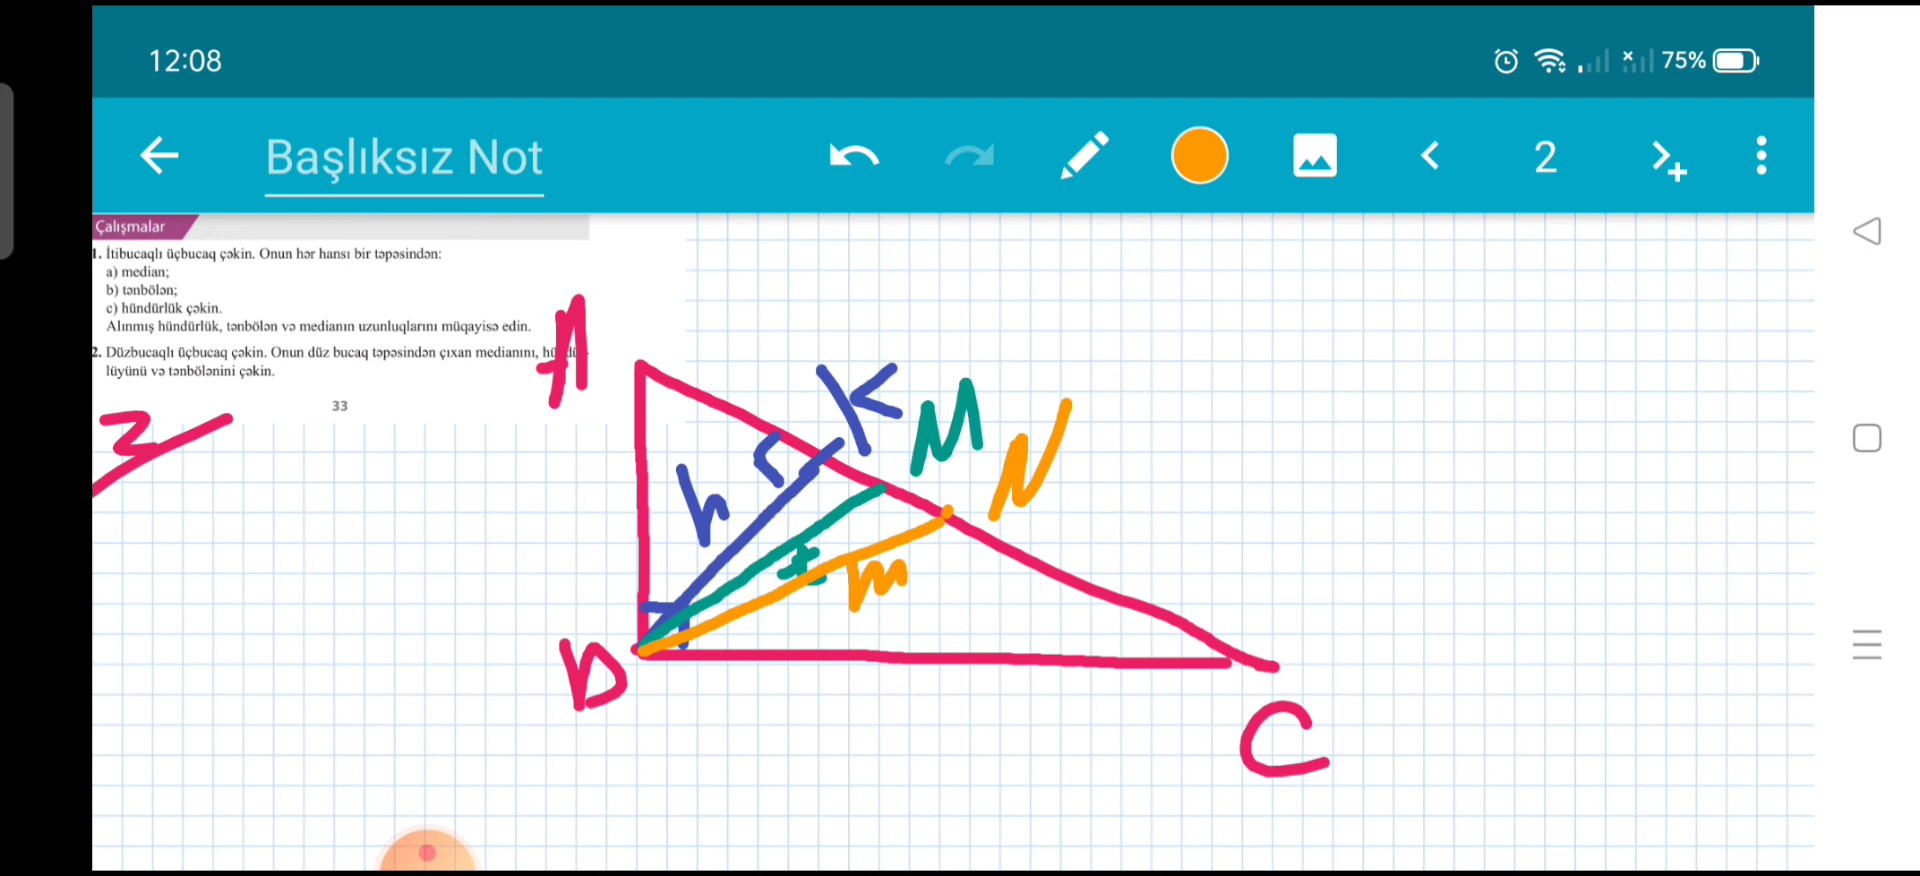 12:08
75%
Başlıksız Not
2
Çalışmalar
1. İtibucaqlı üçbucaq çəkin. Onun hər hansı bir təpəsindən:
a) median;
b) tənbölən;
c) hündürlük çəkin.
Alınmış hündürlük, tənbölən və medianın uzunluqlarını müqayisə edin.
2. Düzbucaqlı üçbucaq çəkin. Onun düz bucaq təpəsindən çıxan medianını, hündür-
lüyünü və tənbölənini çəkin.
33
2
A
K
M
N
h
t
m
B
C